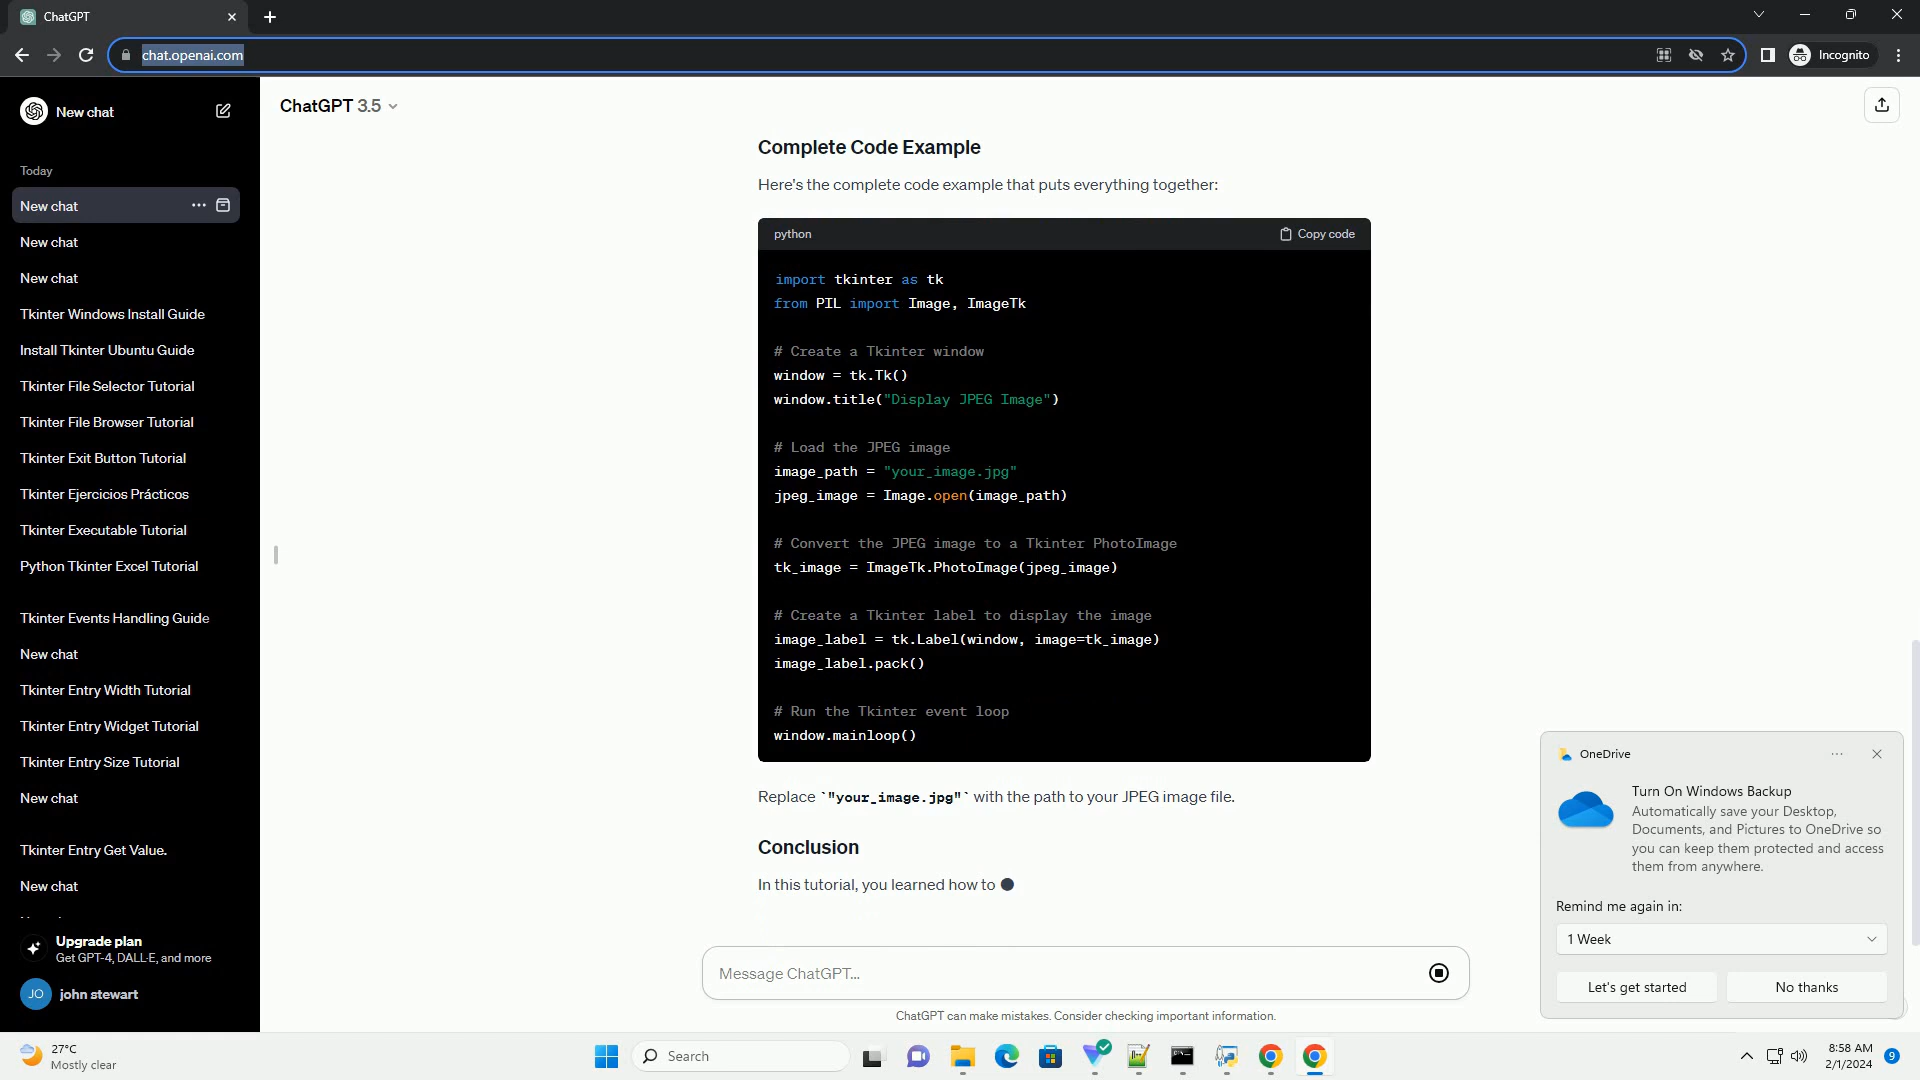 ChatGPT
chat.openai.com
Incognito
New chat
ChatGPT 3.5
Today
New chat
New chat
New chat
Tkinter Windows Install Guide
Install Tkinter Ubuntu Guide
Tkinter File Selector Tutorial
Tkinter File Browser Tutorial
Tkinter Exit Button Tutorial
Tkinter Ejercicios Prácticos
Tkinter Executable Tutorial
Python Tkinter Excel Tutorial
Tkinter Events Handling Guide
New chat
Tkinter Entry Width Tutorial
Tkinter Entry Widget Tutorial
Tkinter Entry Size Tutorial
New chat
Tkinter Entry Get Value.
New chat
Upgrade plan
Get GPT-4, DALL·E, and more
JO john stewart
Complete Code Example
Here's the complete code example that puts everything together:
python Copy code
import tkinter as tk
from PIL import Image, ImageTk
# Create a Tkinter window
window = tk.Tk()
window.title("Display JPEG Image")
# Load the JPEG image
image_path = "your_image.jpg"
jpeg_image = Image.open(image_path)
# Convert the JPEG image to a Tkinter PhotoImage
tk_image = ImageTk.PhotoImage(jpeg_image)
# Create a Tkinter label to display the image
image_label = tk.Label(window, image=tk_image)
image_label.pack()
# Run the Tkinter event loop
window.mainloop()
Replace `"your_image.jpg"` with the path to your JPEG image file.
Conclusion
In this tutorial, you learned how to
Message ChatGPT...
ChatGPT can make mistakes. Consider checking important information.
OneDrive
Turn On Windows Backup
Automatically save your Desktop,
Documents, and Pictures to OneDrive so
you can keep them protected and access
them from anywhere.
Remind me again in:
1 Week
Let's get started No thanks
27°C
Mostly clear
Search
8:58 AM
2/1/2024
9